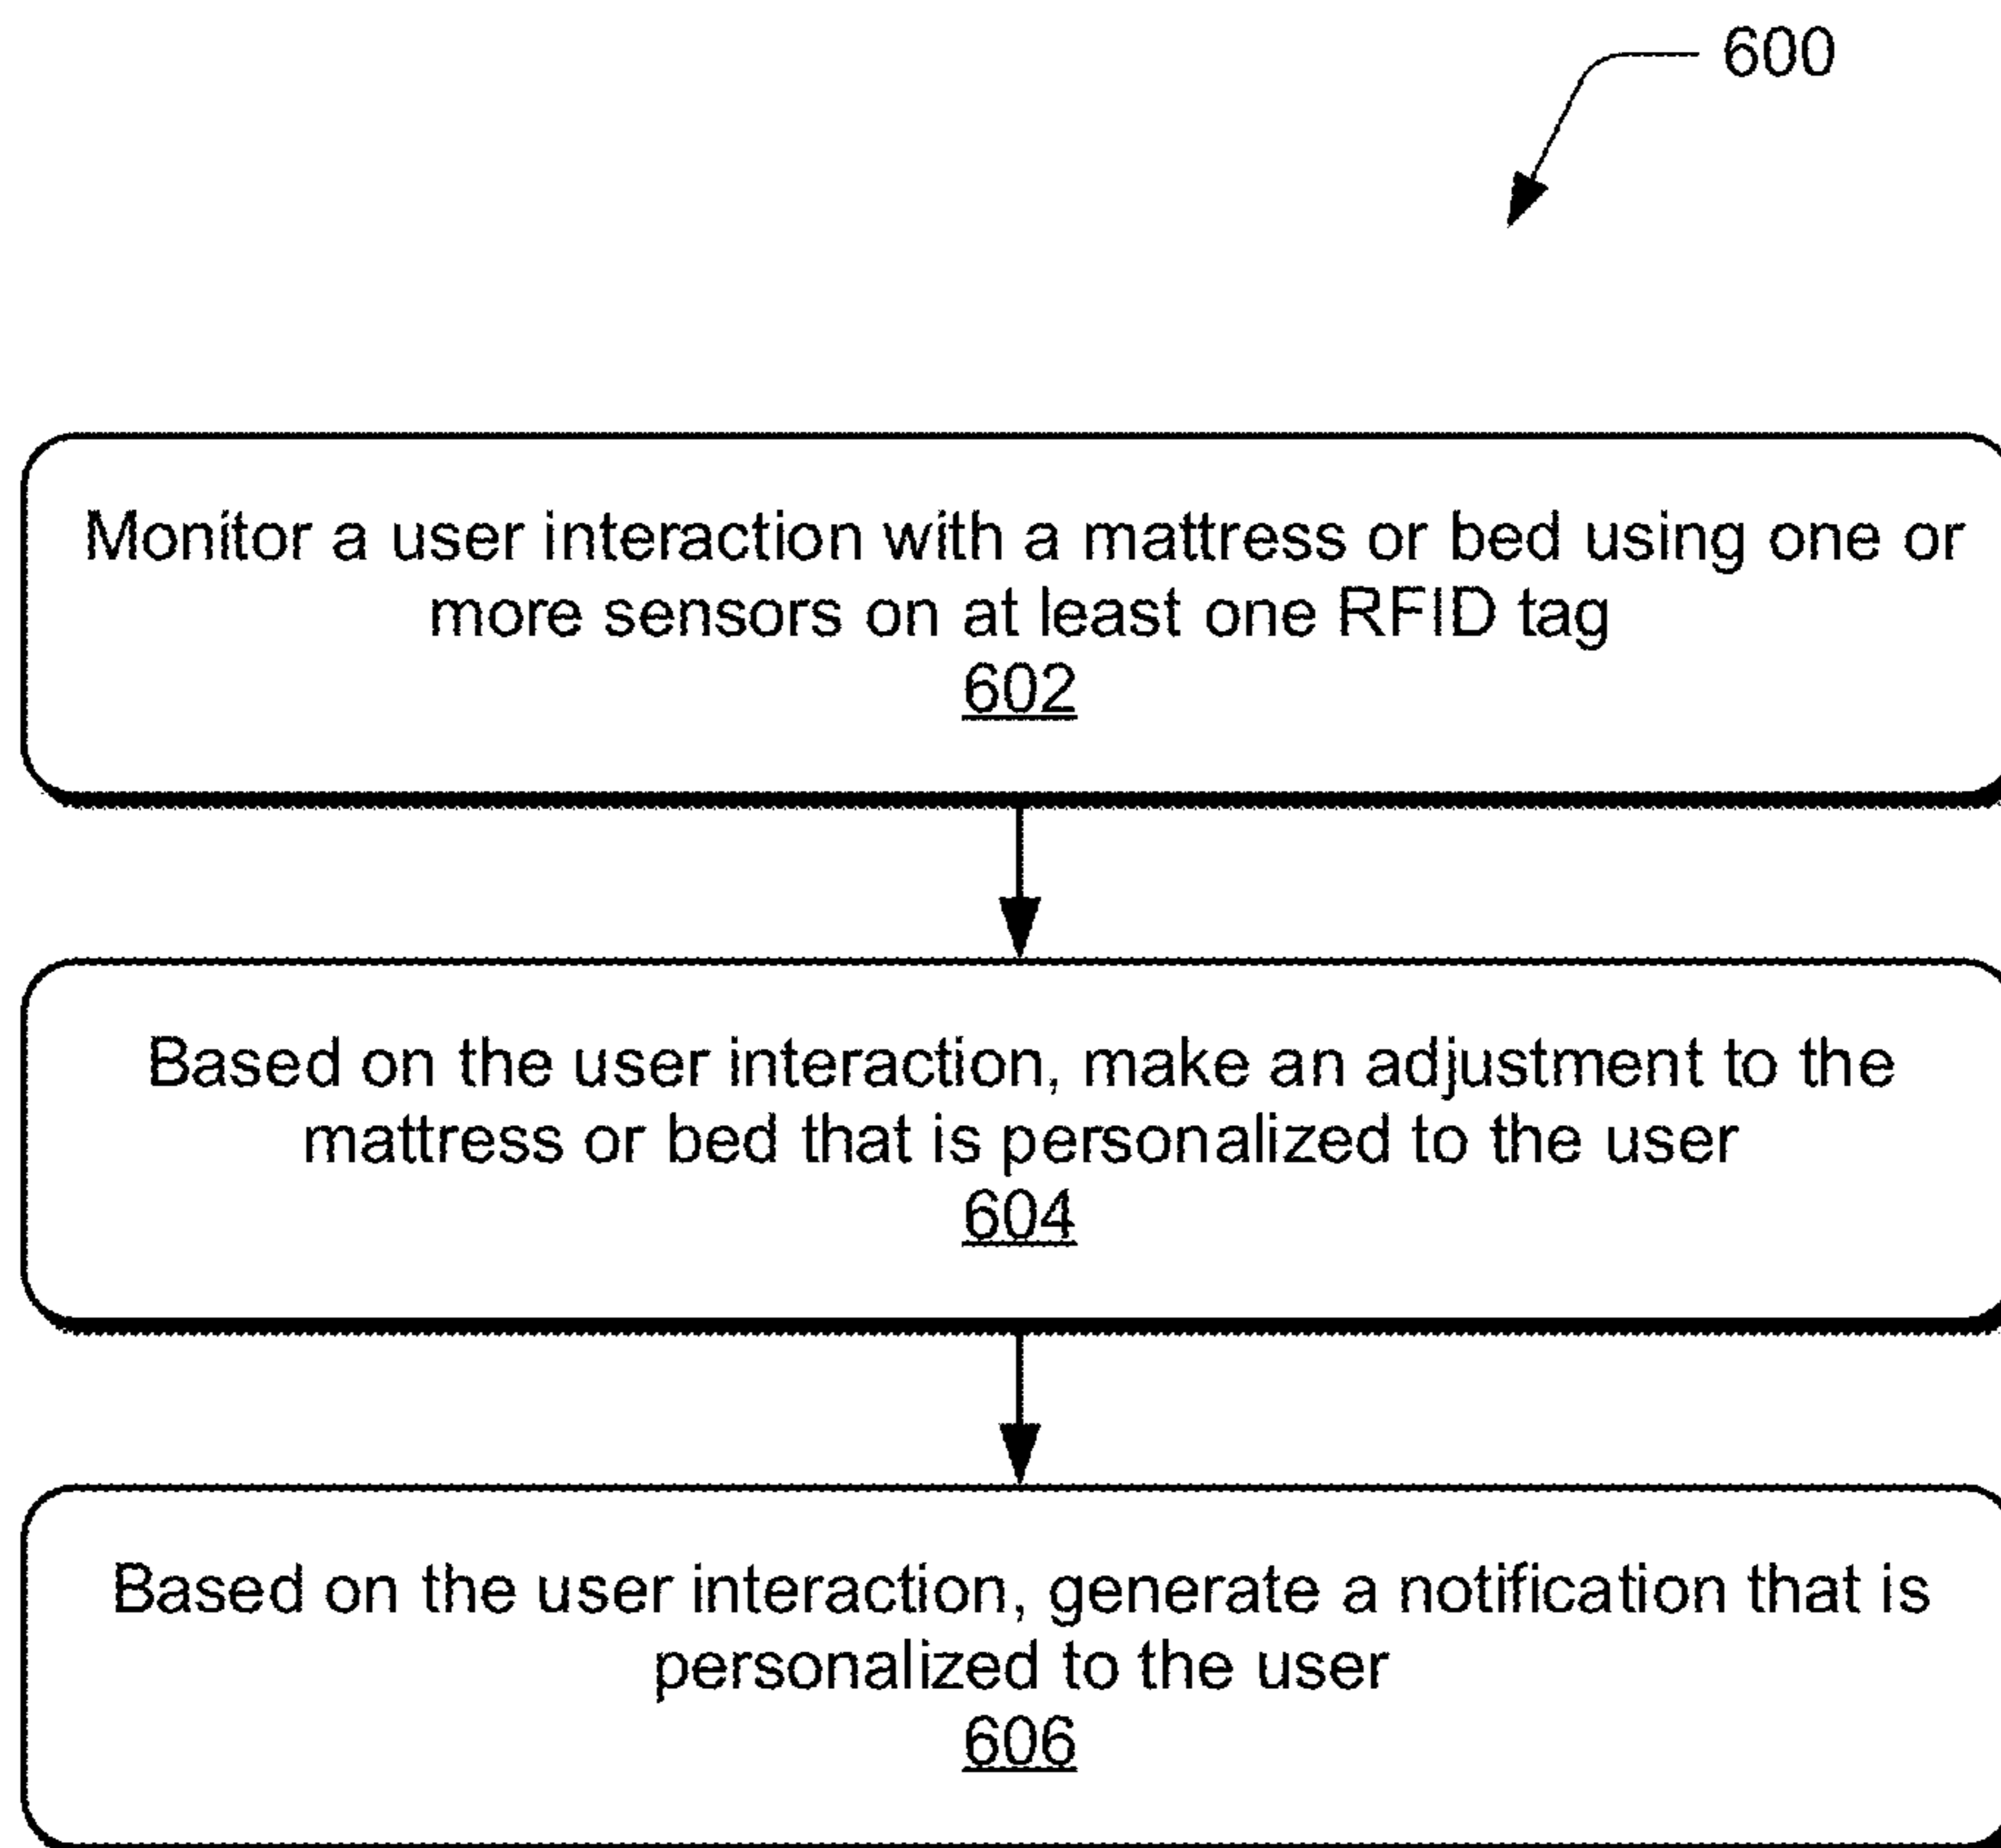 600
Monitor a user interaction with a mattress or bed using one or
more sensors on at least one RFID tag
602
Based on the user interaction, make an adjustment to the
mattress or bed that is personalized to the user
604
Based on the user interaction, generate a notification that is
personalized to the user
606